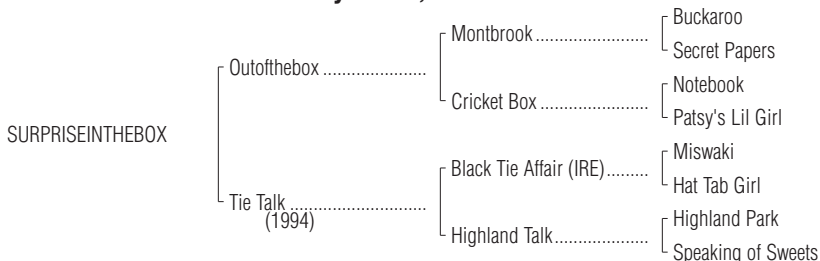 Buckaroo
Montbrook
Secret Papers
Outofthebox
Notebook
Cricket Box
Patsy's Lil Girl
SURPRISEINTHEBOX
Miswaki
Black Tie Affair (IRE)
Hat Tab Girl
Tie Talk
(1994)
Highland Park
Highland Talk
Speaking of Sweets